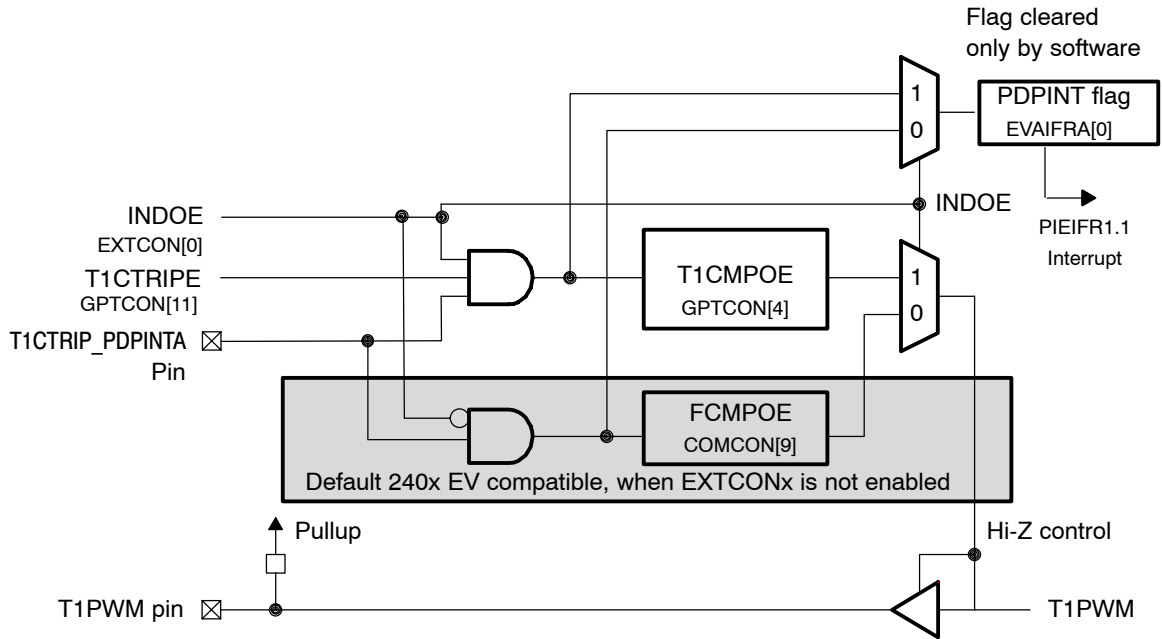 Flag cleared
only by software
1
0
PDPINT flag
EVAIFRA[0]
INDOE
EXTCON[0]
INDOE
PIEIFR1.1
Interrupt
T1CTRIPE
GPTCON[11]
T1CMPOE
GPTCON[4]
1
0
T1CTRIP_PDPINTA
Pin
FCMPOE
COMCON[9]
Default 240x EV compatible, when EXTCONx is not enabled
Pullup
Hi-Z control
T1PWM pin
T1PWM